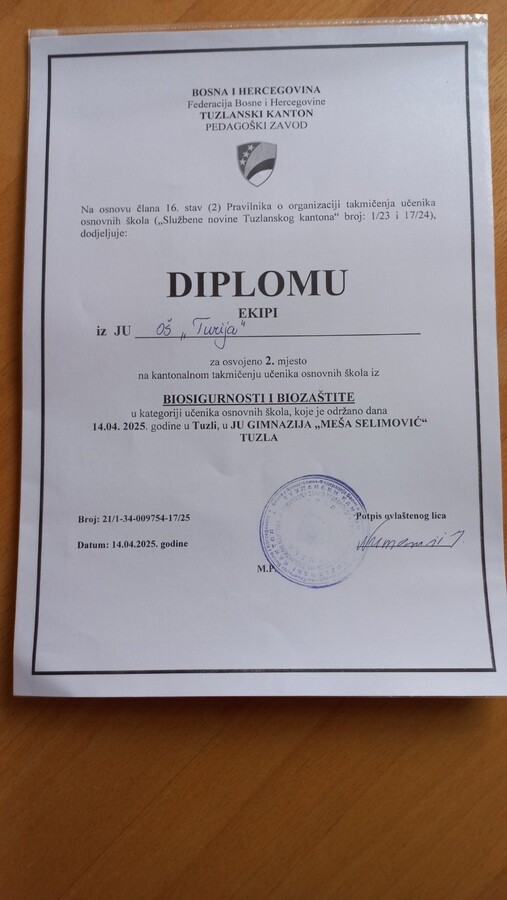 BOSNA I HERCEGOVINA
Federacija Bosne i Hercegovine
TUZLANSKI KANTON
PEDAGOŠKI ZAVOD
Na osnovu člana 16. stav (2) Pravilnika o organizaciji takmičenja učenika
osnovnih škola („Službene novine Tuzlanskog kantona“ broj: 1/23 i 17/24),
dodjeljuje:
DIPLOMU
EKIPI
iz JU OŠ „Turija“
za osvojeno 2. mjesto
na kantonalnom takmičenju učenika osnovnih škola iz
BIOSIGURNOSTI I BIOZAŠTITE
u kategoriji učenika osnovnih škola, koje je održano dana
14.04. 2025. godine u Tuzli, u JU GIMNAZIJA „MEŠA SELIMOVIĆ“
TUZLA
Broj: 21/1-34-009754-17/25
Potpis ovlaštenog lica
Datum: 14.04.2025. godine
M.P.